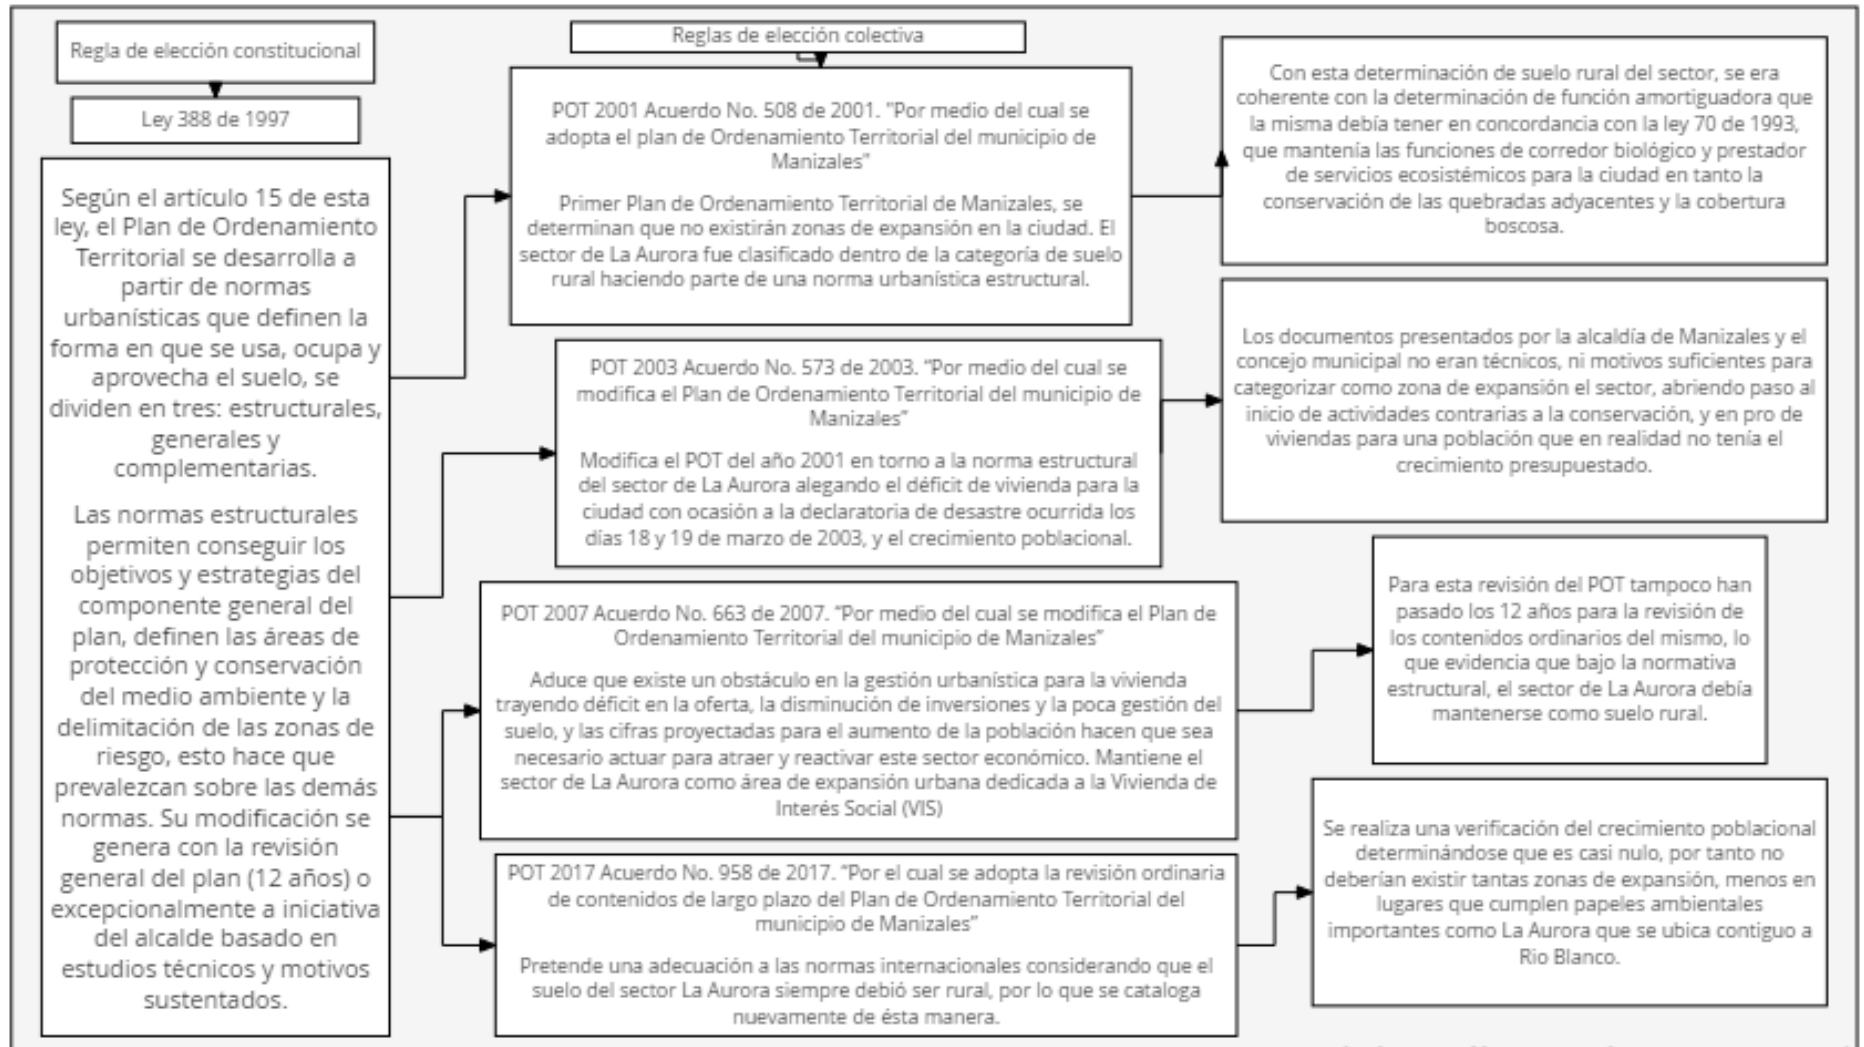 Regla de elección constitucional
Ley 388 de 1997
Según el artículo 15 de esta
ley, el Plan de Ordenamiento
Territorial se desarrolla a
partir de normas
urbanísticas que definen la
forma en que se usa, ocupa y
aprovecha el suelo, se
dividen en tres: estructurales,
generales y
complementarias.
Las normas estructurales
permiten conseguir los
objetivos y estrategias del
componente general del
plan, definen las áreas de
protección y conservación
del medio ambiente y la
delimitación de las zonas de
riesgo, esto hace que
prevalezcan sobre las demás
normas. Su modificación se
genera con la revisión
general del plan (12 años) o
excepcionalmente a iniciativa
del alcalde basado en
estudios técnicos y motivos
sustentados.
Reglas de elección colectiva
POT 2001 Acuerdo No. 508 de 2001. "Por medio del cual se
adopta el plan de Ordenamiento Territorial del municipio de
Manizales"
Primer Plan de Ordenamiento Territorial de Manizales, se
determinan que no existirán zonas de expansión en la ciudad. El
sector de La Aurora fue clasificado dentro de la categoría de suelo
rural haciendo parte de una norma urbanística estructural.
Con esta determinación de suelo rural del sector, se era
coherente con la determinación de función amortiguadora que
la misma debía tener en concordancia con la ley 70 de 1993,
que mantenía las funciones de corredor biológico y prestador
de servicios ecosistémicos para la ciudad en tanto la
conservación de las quebradas adyacentes y la cobertura
boscosa.
POT 2003 Acuerdo No. 573 de 2003. "Por medio del cual se
modifica el Plan de Ordenamiento Territorial del municipio de
Manizales"
Modifica el POT del año 2001 en torno a la norma estructural
del sector de La Aurora alegando el déficit de vivienda para la
ciudad con ocasión a la declaratoria de desastre ocurrida los
días 18 y 19 de marzo de 2003, y el crecimiento poblacional.
Los documentos presentados por la alcaldía de Manizales y el
concejo municipal no eran técnicos, ni motivos suficientes para
categorizar como zona de expansión el sector, abriendo paso al
inicio de actividades contrarias a la conservación, y en pro de
viviendas para una población que en realidad no tenía el
crecimiento presupuestado.
POT 2007 Acuerdo No. 663 de 2007. "Por medio del cual se modifica el Plan de
Ordenamiento Territorial del municipio de Manizales"
Aduce que existe un obstáculo en la gestión urbanística para la vivienda
trayendo déficit en la oferta, la disminución de inversiones y la poca gestión del
suelo, y las cifras proyectadas para el aumento de la población hacen que sea
necesario actuar para atraer y reactivar este sector económico. Mantiene el
sector de La Aurora como área de expansión urbana dedicada a la Vivienda de
Interés Social (VIS)
Para esta revisión del POT tampoco han
pasado los 12 años para la revisión de
los contenidos ordinarios del mismo, lo
que evidencia que bajo la normativa
estructural, el sector de La Aurora debía
mantenerse como suelo rural.
POT 2017 Acuerdo No. 958 de 2017. "Por el cual se adopta la revisión ordinaria
de contenidos de largo plazo del Plan de Ordenamiento Territorial del
municipio de Manizales"
Pretende una adecuación a las normas internacionales considerando que el
suelo del sector La Aurora siempre debió ser rural, por lo que se cataloga
nuevamente de ésta manera.
Se realiza una verificación del crecimiento poblacional
determinándose que es casi nulo, por tanto no
deberían existir tantas zonas de expansión, menos en
lugares que cumplen papeles ambientales
importantes como La Aurora que se ubica contiguo a
Rio Blanco.